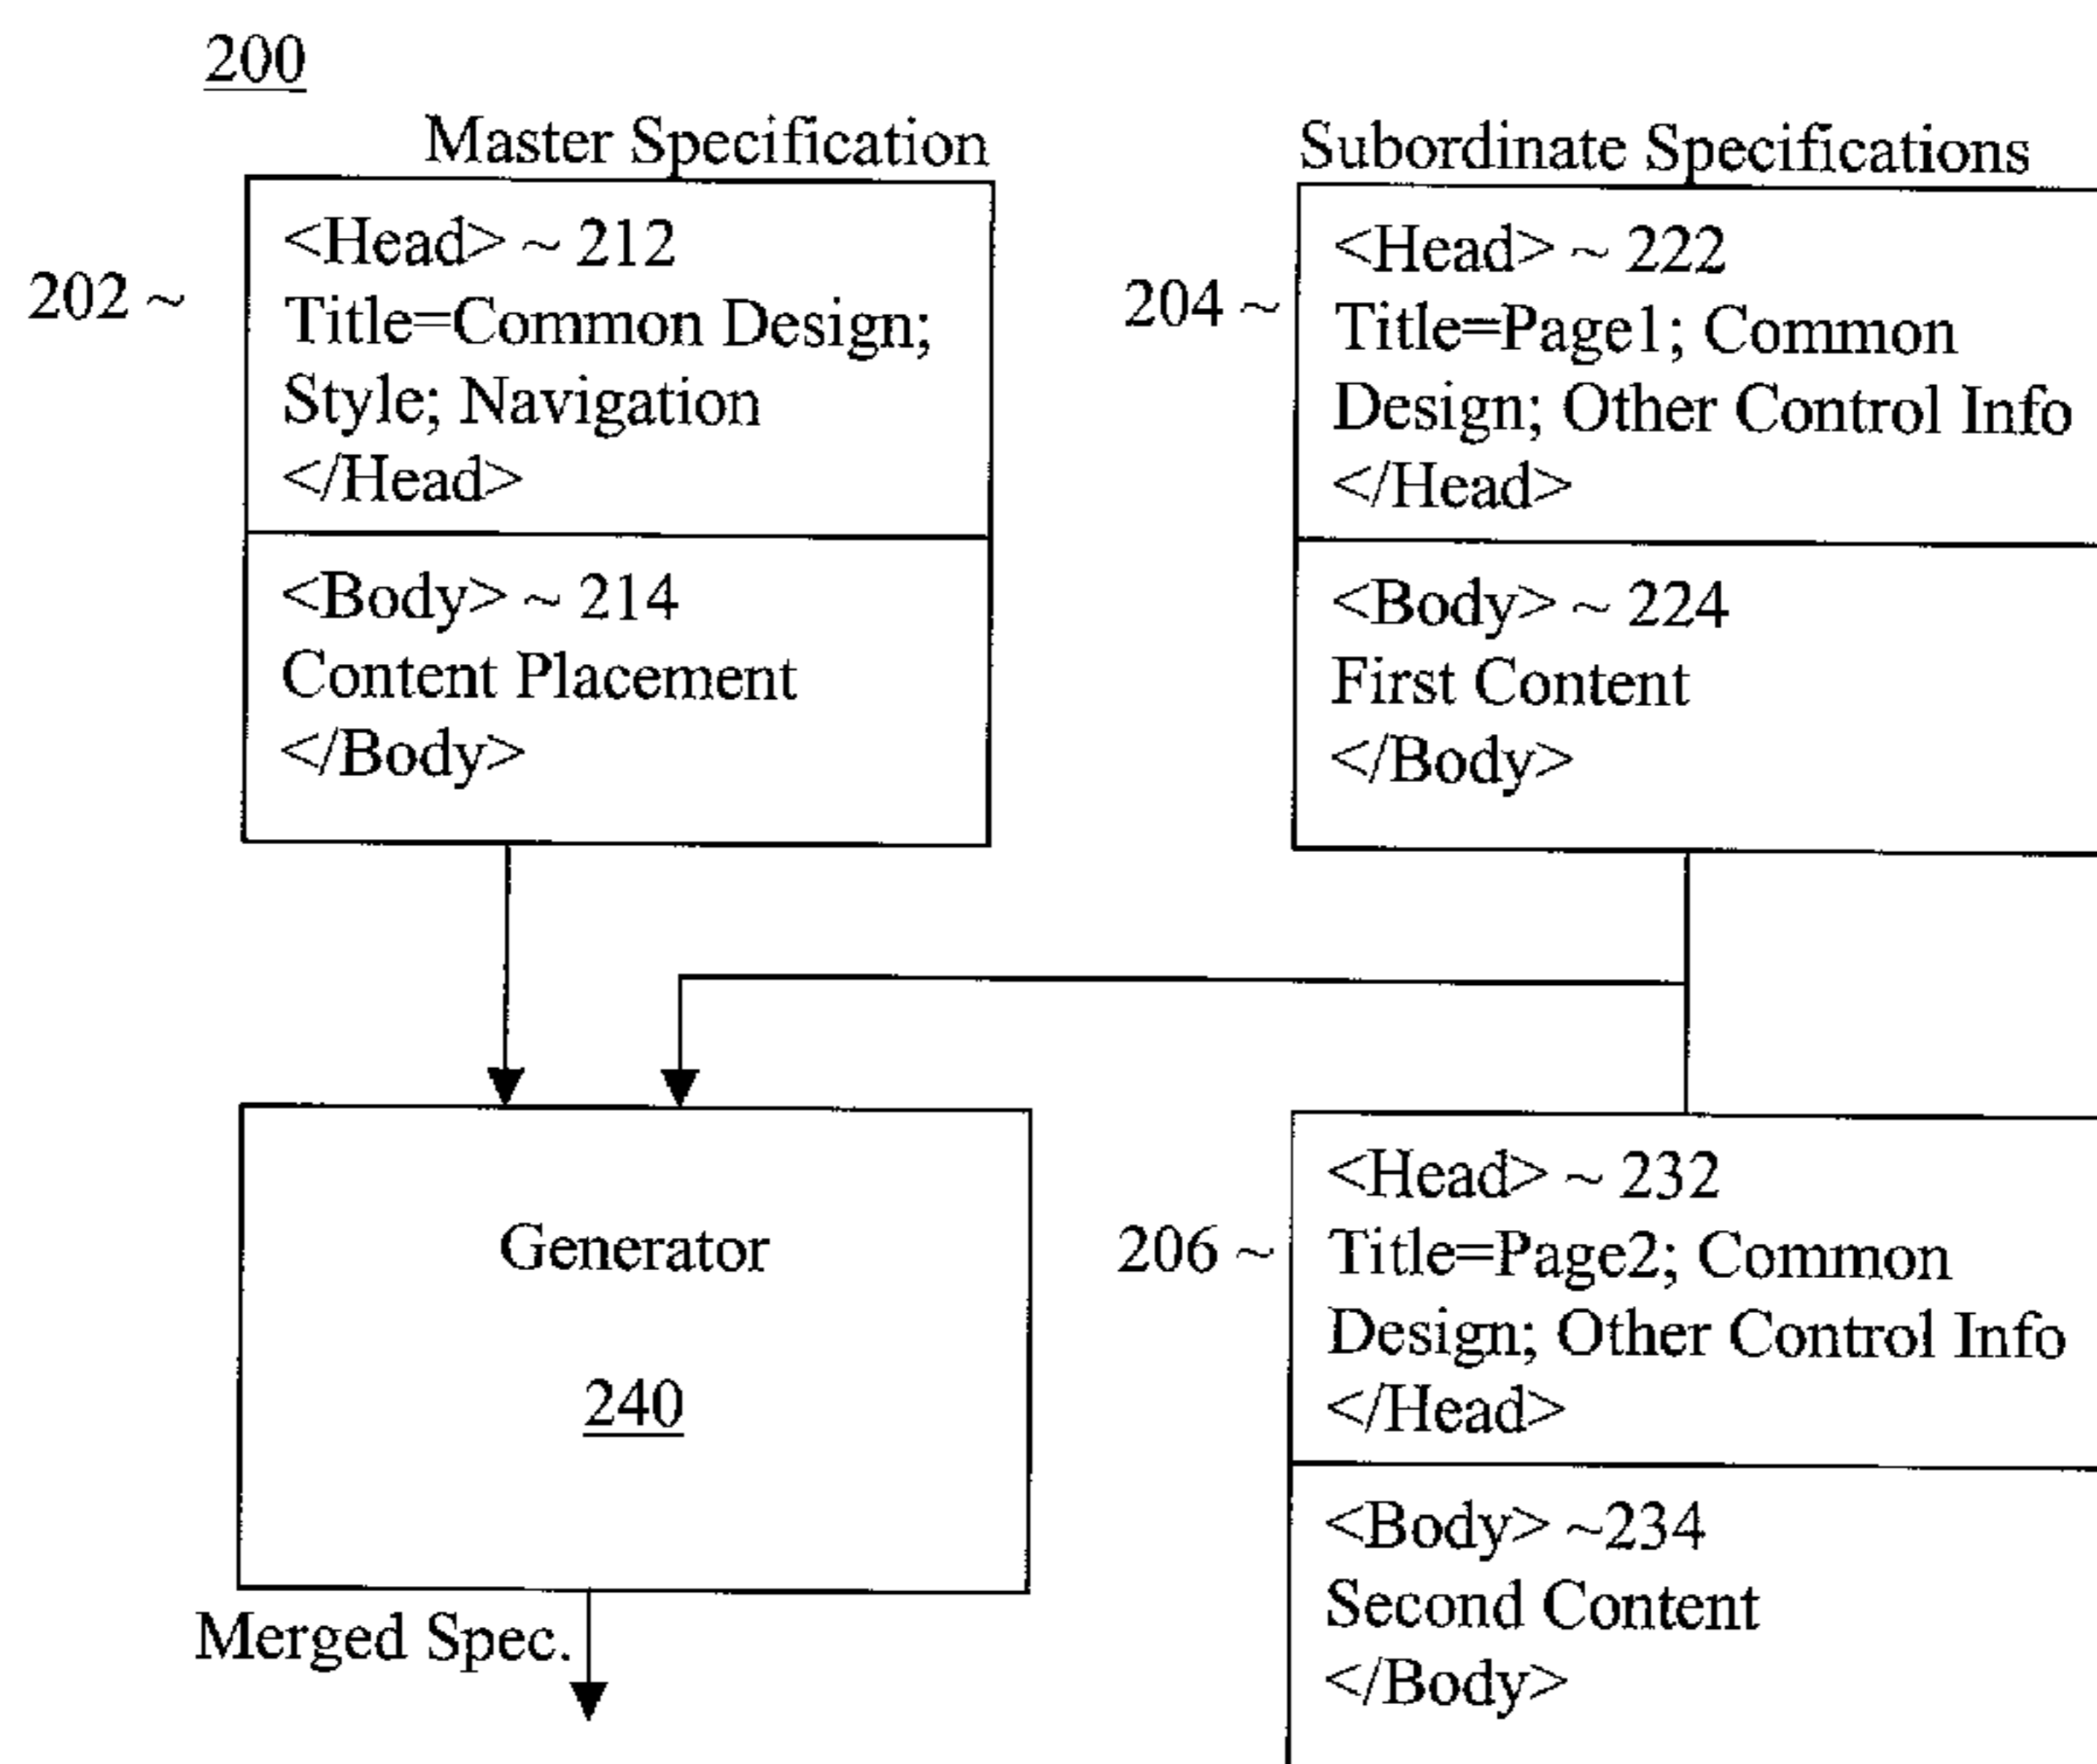 200
Master Specification
202 ~
<Head> ~ 212
Title=Common Design;
Style; Navigation
</Head>
<Body> ~ 214
Content Placement
</Body>
Subordinate Specifications
204 ~
<Head> ~ 222
Title=Page1; Common
Design; Other Control Info
</Head>
<Body> ~ 224
First Content
</Body>
Generator
240
Merged Spec.
206 ~
<Head> ~ 232
Title=Page2; Common
Design; Other Control Info
</Head>
<Body> ~234
Second Content
</Body>